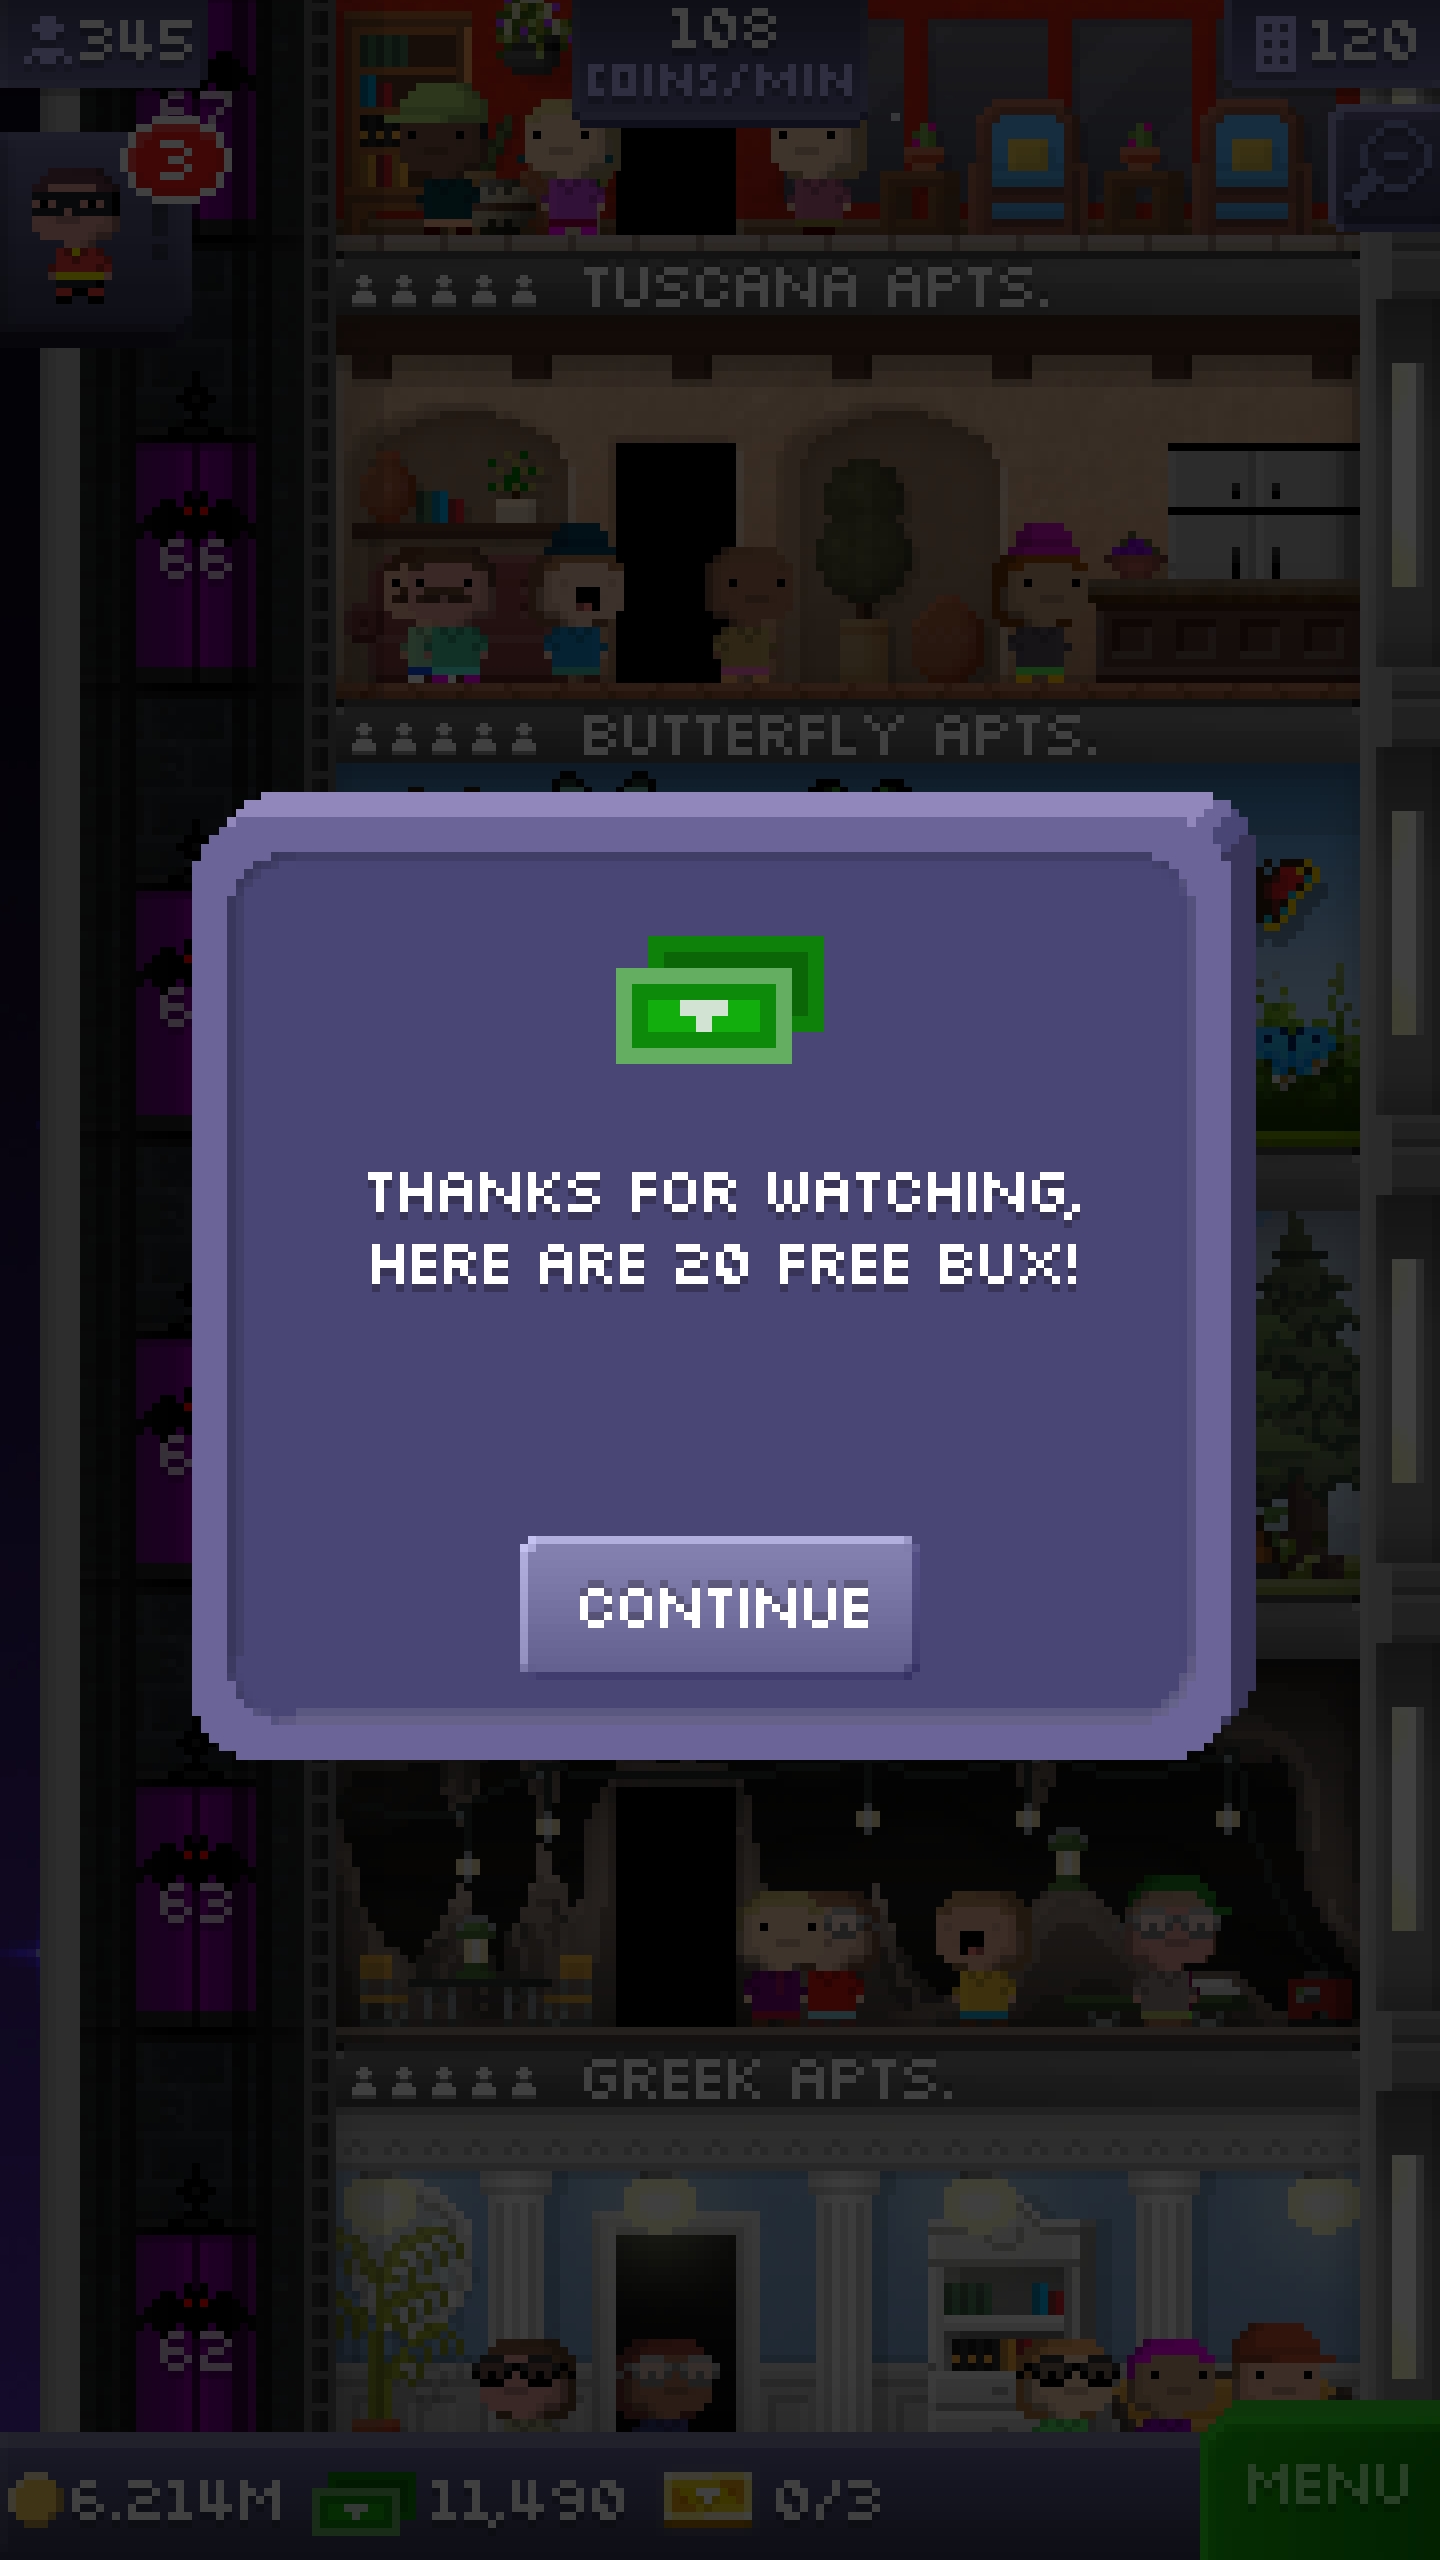 345
108
COINS/MIN
120
67
3
TUSCANA APTS.
66
BUTTERFLY APTS.
THANKS FOR WATCHING,
HERE ARE 20 FREE BUX!
CONTINUE
63
GREEK APTS.
62
6.214M
11,490
0/3
MENU